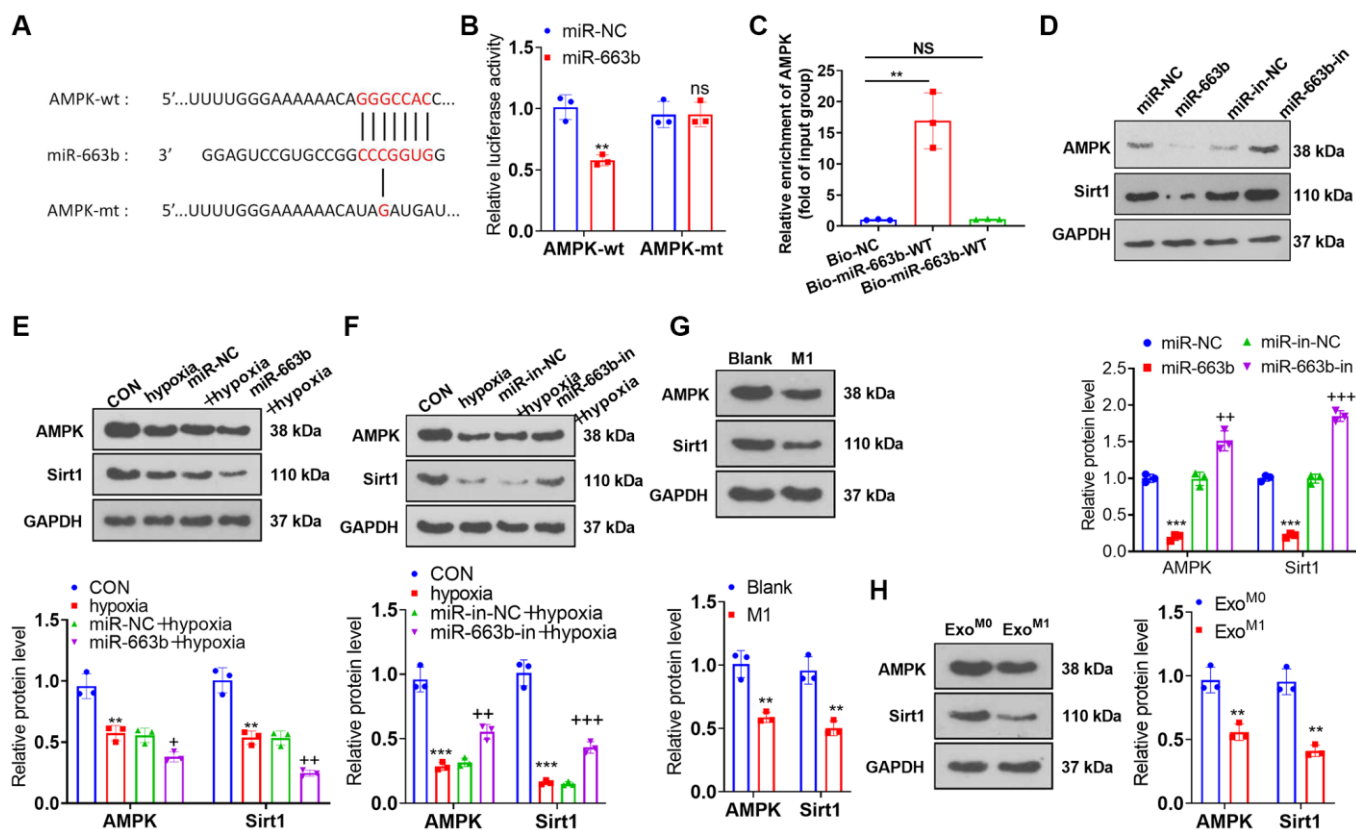 A
AMPK-wt : 5'...UUUUGGGAAAAAACAGGGCCACC...
miR-663b : 3' GGAGUCCGUGCCGGCCCGGUGG
AMPK-mt : 5'...UUUUGGGAAAAAACAUAGAUGAU...
B
miR-NC
miR-663b
Relative luciferase activity
1.5
1.0
0.5
0.0
**
ns
AMPK-wt AMPK-mt
C
Relative enrichment of AMPK
(fold of input group)
25
20
15
10
5
0
NS
**
Bio-NC
Bio-miR-663b-WT
Bio-miR-663b-WT
D
miR-NC miR-663b miR-in-NC miR-663b-in
AMPK 38 kDa
Sirt1 110 kDa
GAPDH 37 kDa
miR-NC miR-in-NC
miR-663b miR-663b-in
Relative protein level
2.5
2.0
1.5
1.0
0.5
0.0
*** ++ *** +++
AMPK Sirt1
E
CON hypoxia miR-NC +hypoxia miR-663b +hypoxia
AMPK 38 kDa
Sirt1 110 kDa
GAPDH 37 kDa
CON
hypoxia
miR-NC+hypoxia
miR-663b+hypoxia
Relative protein level
1.5
1.0
0.5
0.0
** + ** ++
AMPK Sirt1
F
CON hypoxia miR-in-NC +hypoxia miR-663b-in +hypoxia
AMPK 38 kDa
Sirt1 110 kDa
GAPDH 37 kDa
CON
hypoxia
miR-in-NC+hypoxia
miR-663b-in+hypoxia
Relative protein level
1.5
1.0
0.5
0.0
*** ++ *** +++
AMPK Sirt1
G
Blank M1
AMPK 38 kDa
Sirt1 110 kDa
GAPDH 37 kDa
Blank
M1
Relative protein level
1.5
1.0
0.5
0.0
** **
AMPK Sirt1
H
Exo^M0 Exo^M1
AMPK 38 kDa
Sirt1 110 kDa
GAPDH 37 kDa
Exo^M0
Exo^M1
Relative protein level
1.5
1.0
0.5
0.0
** **
AMPK Sirt1